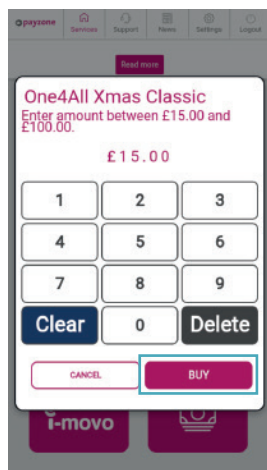 payzone
Services
Support
News
Settings
Logout
Read more
One4All Xmas Classic
Enter amount between £15.00 and
£100.00.
£15.00
1 2 3
4 5 6
7 8 9
Clear 0 Delete
CANCEL BUY
i-movo